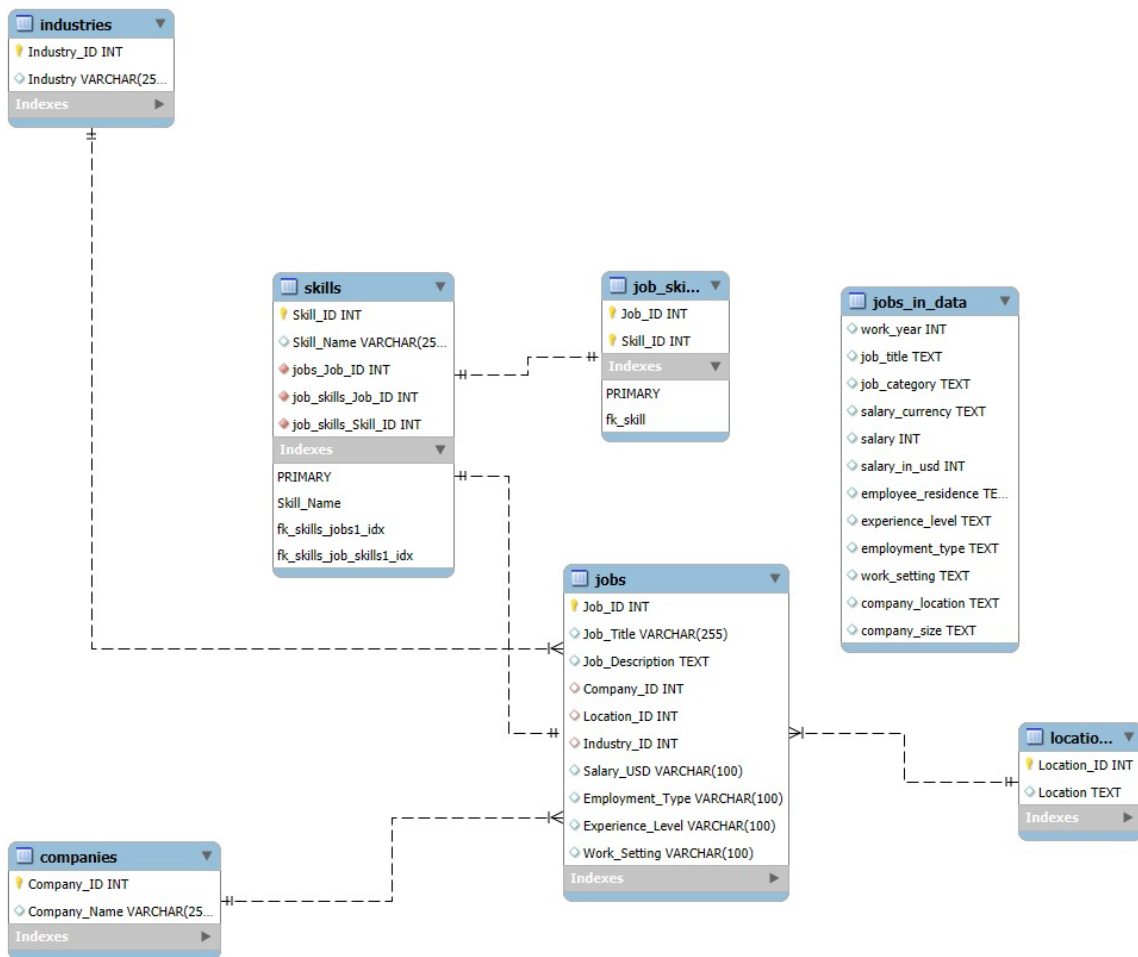 industries
Industry_ID INT
Industry VARCHAR(25...
Indexes
skills
Skill_ID INT
Skill_Name VARCHAR(25...
jobs_Job_ID INT
job_skills_Job_ID INT
job_skills_Skill_ID INT
Indexes
PRIMARY
Skill_Name
fk_skills_jobs1_idx
fk_skills_job_skills1_idx
job_ski...
Job_ID INT
Skill_ID INT
Indexes
PRIMARY
fk_skill
jobs_in_data
work_year INT
job_title TEXT
job_category TEXT
salary_currency TEXT
salary INT
salary_in_usd INT
employee_residence TE...
experience_level TEXT
employment_type TEXT
work_setting TEXT
company_location TEXT
company_size TEXT
jobs
Job_ID INT
Job_Title VARCHAR(255)
Job_Description TEXT
Company_ID INT
Location_ID INT
Industry_ID INT
Salary_USD VARCHAR(100)
Employment_Type VARCHAR(100)
Experience_Level VARCHAR(100)
Work_Setting VARCHAR(100)
Indexes
locatio...
Location_ID INT
Location TEXT
Indexes
companies
Company_ID INT
Company_Name VARCHAR(25...
Indexes